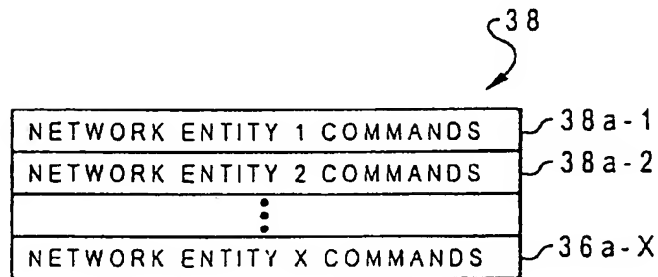 38
NETWORK ENTITY 1 COMMANDS 38a-1
NETWORK ENTITY 2 COMMANDS 38a-2
NETWORK ENTITY X COMMANDS 36a-X